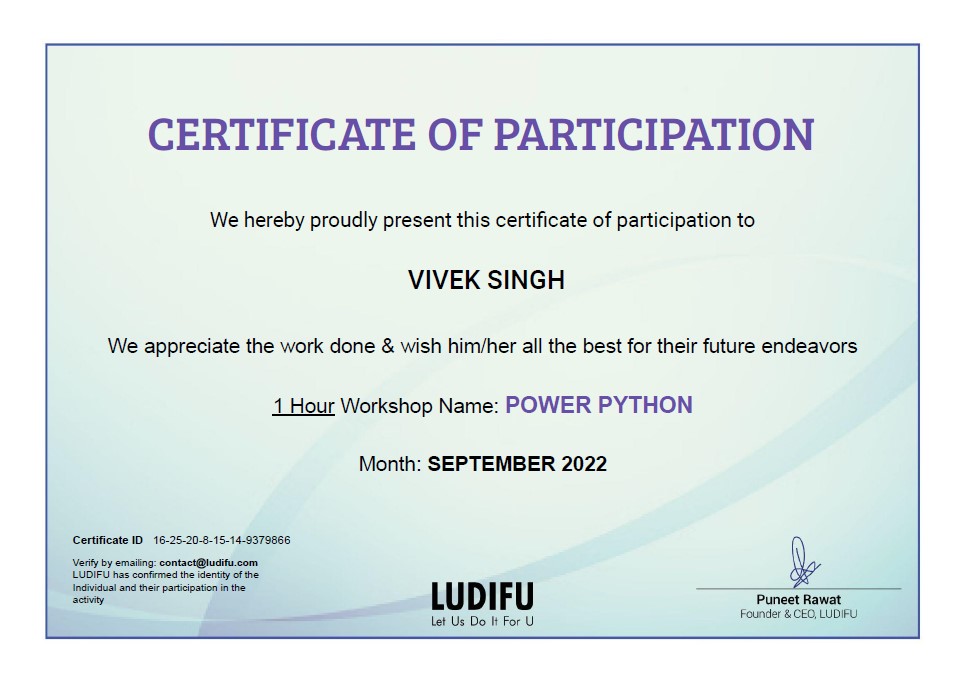 CERTIFICATE OF PARTICIPATION
We hereby proudly present this certificate of participation to
VIVEK SINGH
We appreciate the work done & wish him/her all the best for their future endeavors
1 Hour Workshop Name: POWER PYTHON
Month: SEPTEMBER 2022
Certificate ID 16-25-20-8-15-14-9379866
Verify by emailing: contact@ludifu.com
LUDIFU has confirmed the identity of the
Individual and their participation in the
activity
LUDIFU
Let Us Do It For U
Puneet Rawat
Founder & CEO, LUDIFU